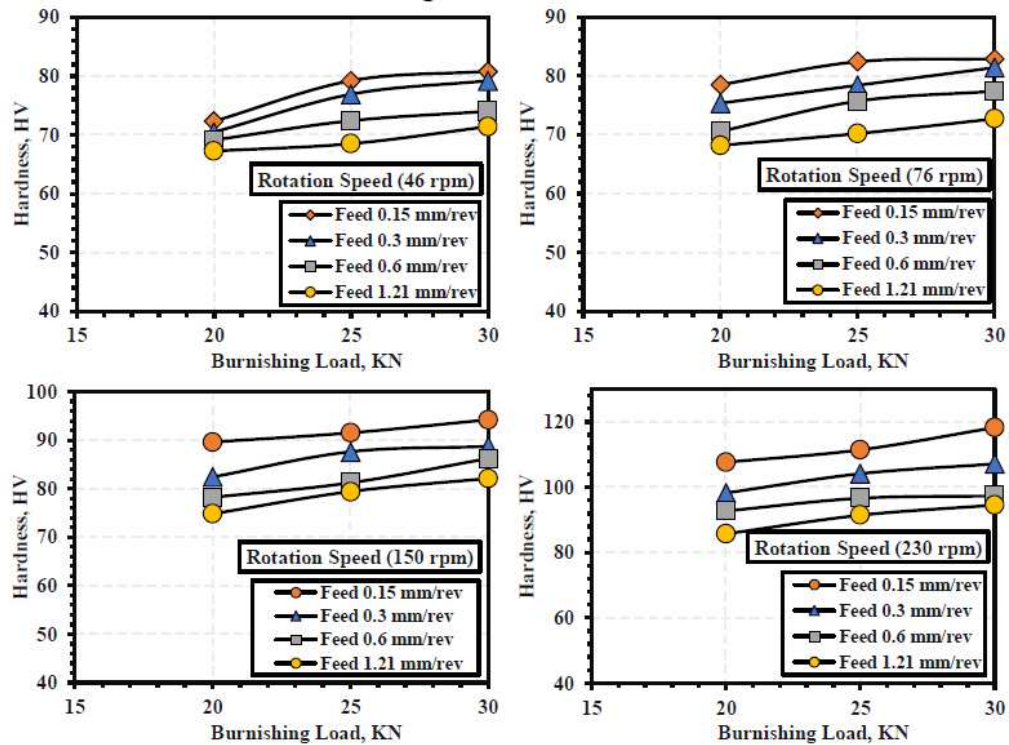 90
80
70
60
50
40
Hardness, HV
Rotation Speed (46 rpm)
Feed 0.15 mm/rev
Feed 0.3 mm/rev
Feed 0.6 mm/rev
Feed 1.21 mm/rev
15 20 25 30
Burnishing Load, KN
90
80
70
60
50
40
Hardness, HV
Rotation Speed (76 rpm)
Feed 0.15 mm/rev
Feed 0.3 mm/rev
Feed 0.6 mm/rev
Feed 1.21 mm/rev
15 20 25 30
Burnishing Load, KN
100
90
80
70
60
50
40
Hardness, HV
Rotation Speed (150 rpm)
Feed 0.15 mm/rev
Feed 0.3 mm/rev
Feed 0.6 mm/rev
Feed 1.21 mm/rev
15 20 25 30
Burnishing Load, KN
120
100
80
60
40
Hardness, HV
Rotation Speed (230 rpm)
Feed 0.15 mm/rev
Feed 0.3 mm/rev
Feed 0.6 mm/rev
Feed 1.21 mm/rev
15 20 25 30
Burnishing Load, KN